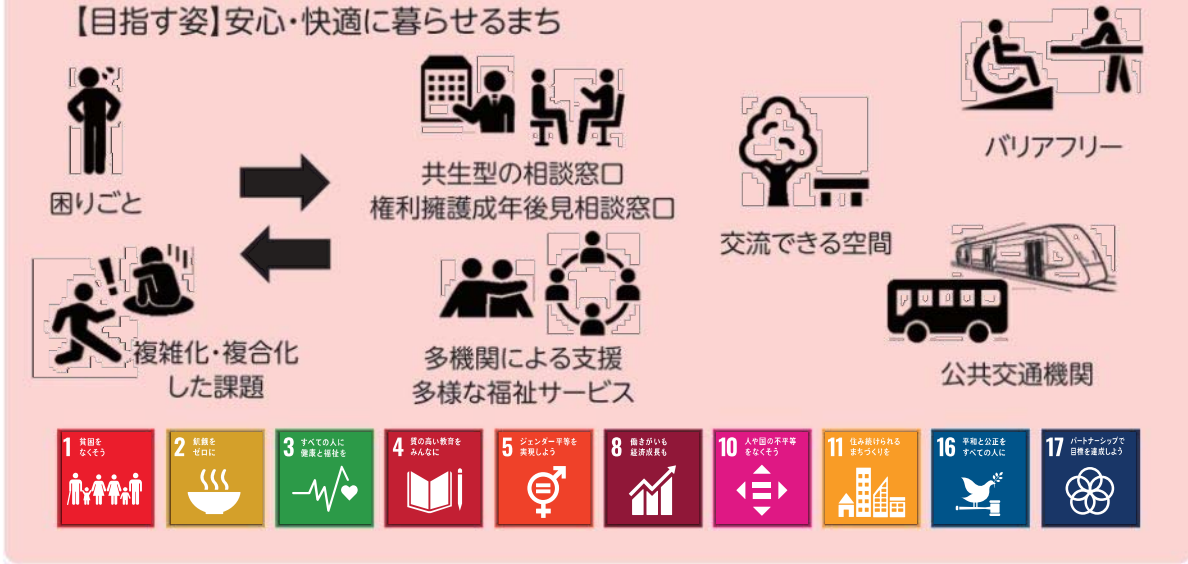 【目指す姿】安心・快適に暮らせるまち
困りごと
共生型の相談窓口
権利擁護成年後見相談窓口
交流できる空間
バリアフリー
複雑化・複合化
した課題
多機関による支援
多様な福祉サービス
公共交通機関
1 貧困を
なくそう
2 飢餓を
ゼロに
3 すべての人に
健康と福祉を
4 質の高い教育を
みんなに
5 ジェンダー平等を
実現しよう
8 働きがいも
経済成長も
10 人や国の不平等
をなくそう
11 住み続けられる
まちづくりを
16 平和と公正を
すべての人に
17 パートナーシップで
目標を達成しよう